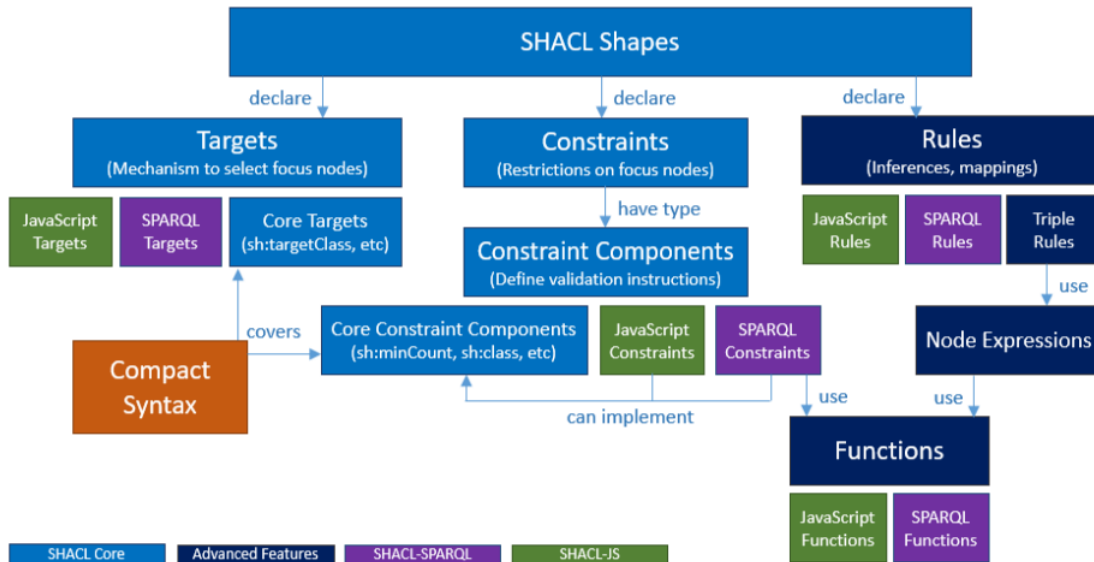 SHACL Shapes
declare
declare
declare
Targets
(Mechanism to select focus nodes)
Constraints
(Restrictions on focus nodes)
Rules
(Inferences, mappings)
JavaScript
Targets
SPARQL
Targets
Core Targets
(sh:targetClass, etc)
have type
JavaScript
Rules
SPARQL
Rules
Triple
Rules
Constraint Components
(Define validation instructions)
use
covers
Core Constraint Components
(sh:minCount, sh:class, etc)
JavaScript
Constraints
SPARQL
Constraints
Node Expressions
Compact
Syntax
can implement
use
use
Functions
JavaScript
Functions
SPARQL
Functions
SHACL Core
Advanced Features
SHACL-SPARQL
SHACL-JS